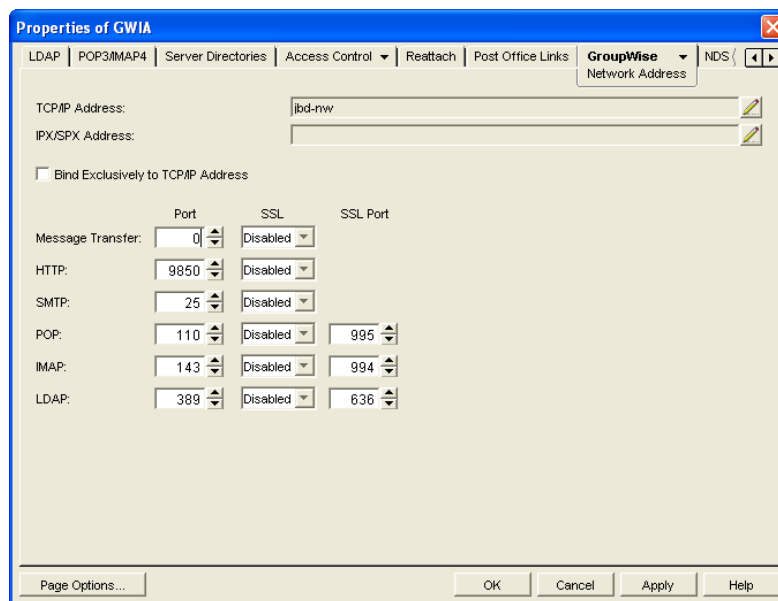 Properties of GWIA
LDAP POP3/IMAP4 Server Directories Access Control Reattach Post Office Links GroupWise NDS
Network Address
TCP/IP Address: jbd-nw
IPX/SPX Address:
Bind Exclusively to TCP/IP Address
Port SSL SSL Port
Message Transfer: 0 Disabled
HTTP: 9850 Disabled
SMTP: 25 Disabled
POP: 110 Disabled 995
IMAP: 143 Disabled 994
LDAP: 389 Disabled 636
Page Options... OK Cancel Apply Help